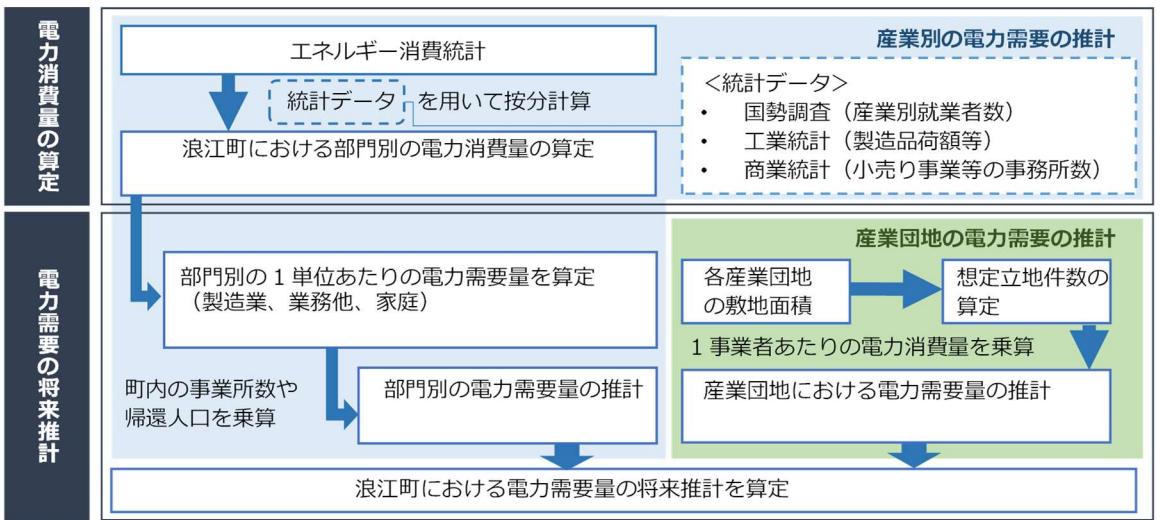 電力消費量の算定
産業別の電力需要の推計
エネルギー消費統計
統計データ を用いて按分計算
<統計データ>
• 国勢調査（産業別就業者数）
• 工業統計（製造品荷額等）
• 商業統計（小売り事業等の事務所数）
浪江町における部門別の電力消費量の算定
電力需要の将来推計
部門別の1単位あたりの電力需要量を算定
（製造業、業務他、家庭）
町内の事業所数や
帰還人口を乗算
部門別の電力需要量の推計
産業団地の電力需要の推計
各産業団地
の敷地面積
想定立地件数の
算定
1事業者あたりの電力消費量を乗算
産業団地における電力需要量の推計
浪江町における電力需要量の将来推計を算定